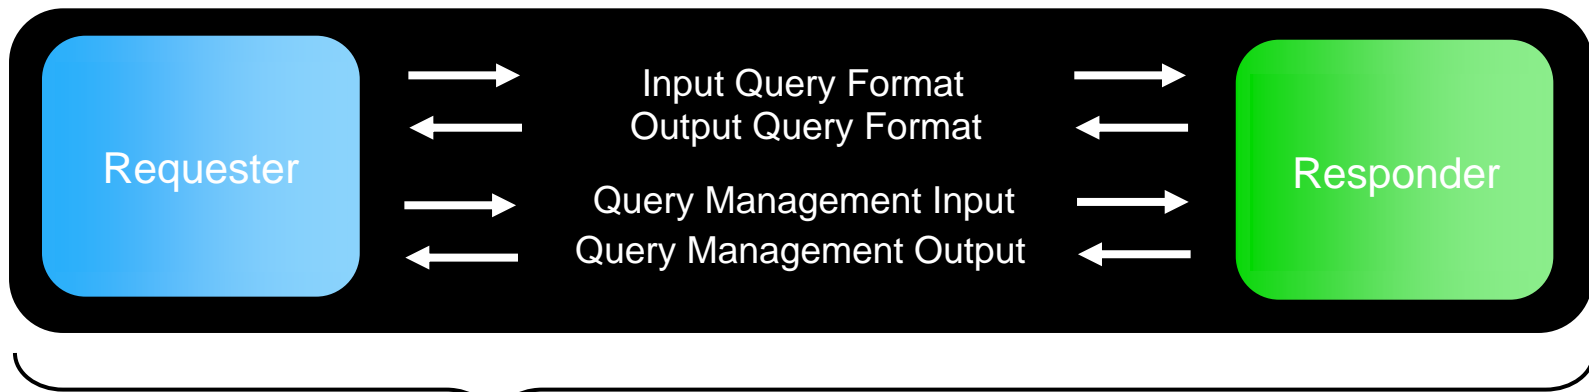 Input Query Format
Output Query Format
Requester
Responder
Query Management Input
Query Management Output